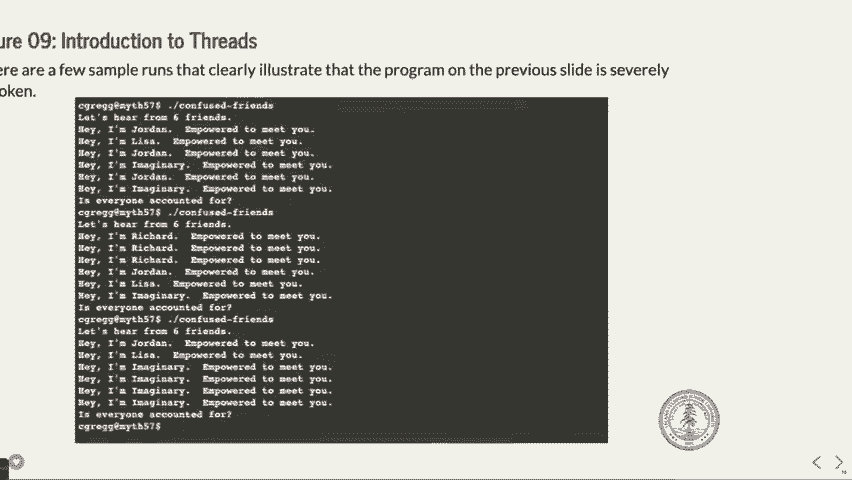 ure 09: Introduction to Threads
ere are a few sample runs that clearly illustrate that the program on the previous slide is severely
oken.
cgregg@myth57$ ./confused-friends
Let's hear from 6 friends.
Hey, I'm Jordan.  Empowered to meet you.
Hey, I'm Lisa.  Empowered to meet you.
Hey, I'm Jordan.  Empowered to meet you.
Hey, I'm Imaginary.  Empowered to meet you.
Hey, I'm Jordan.  Empowered to meet you.
Hey, I'm Imaginary.  Empowered to meet you.
Is everyone accounted for?
cgregg@myth57$ ./confused-friends
Let's hear from 6 friends.
Hey, I'm Richard.  Empowered to meet you.
Hey, I'm Richard.  Empowered to meet you.
Hey, I'm Richard.  Empowered to meet you.
Hey, I'm Jordan.  Empowered to meet you.
Hey, I'm Lisa.  Empowered to meet you.
Hey, I'm Imaginary.  Empowered to meet you.
Is everyone accounted for?
cgregg@myth57$ ./confused-friends
Let's hear from 6 friends.
Hey, I'm Jordan.  Empowered to meet you.
Hey, I'm Lisa.  Empowered to meet you.
Hey, I'm Imaginary.  Empowered to meet you.
Hey, I'm Imaginary.  Empowered to meet you.
Hey, I'm Imaginary.  Empowered to meet you.
Hey, I'm Imaginary.  Empowered to meet you.
Is everyone accounted for?
cgregg@myth57$